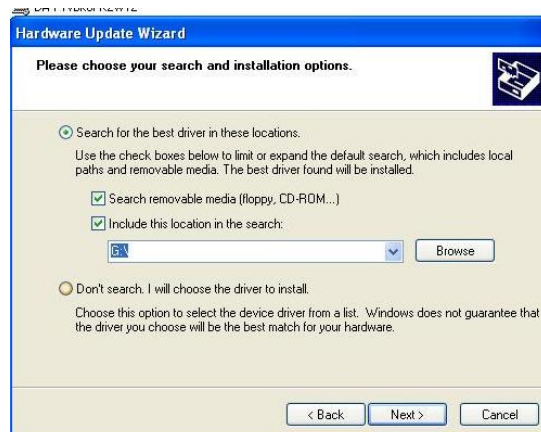 Hardware Update Wizard
Please choose your search and installation options.
Search for the best driver in these locations.
Use the check boxes below to limit or expand the default search, which includes local
paths and removable media. The best driver found will be installed.
Search removable media (floppy, CD-ROM...)
Include this location in the search:
G:\
Browse
Don't search. I will choose the driver to install.
Choose this option to select the device driver from a list. Windows does not guarantee that
the driver you choose will be the best match for your hardware.
< Back
Next >
Cancel